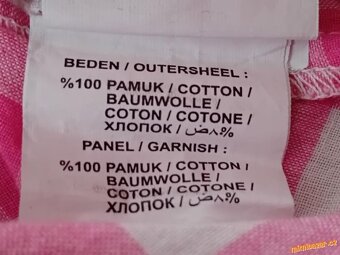 BEDEN / OUTERSHEEL :
%100 PAMUK / COTTON /
BAUMWOLLE /
COTON / COTONE /
ХЛОПОК /
PANEL / GARNISH :
%100 PAMUK / COTTON /
BAUMWOLLE /
COTON / COTONE /
ХЛОПОК /
mimibazar.cz